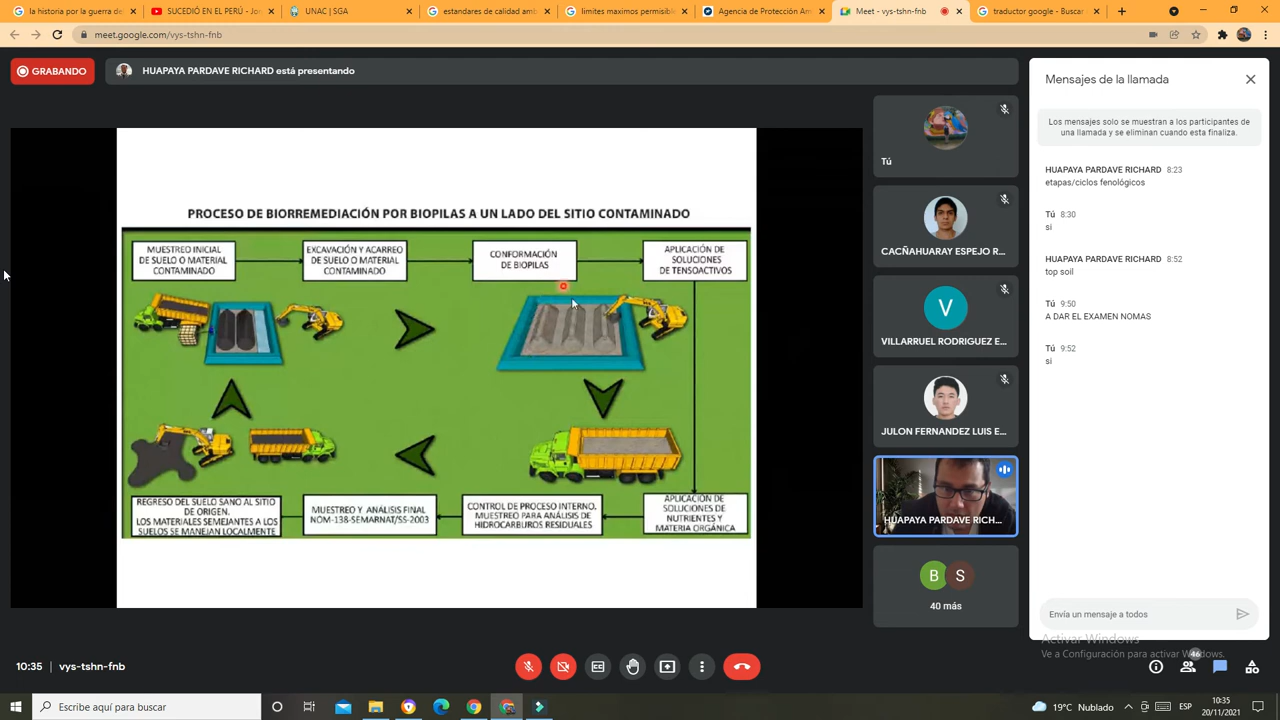 la historia por la guerra de
SUCEDIÓ EN EL PERÚ - Jor
UNAC | SGA
estandares de calidad amb
limites maximos permisible
Agencia de Protección Am
Meet - vys-tshn-fnb
traductor google - Buscar
meet.google.com/vys-tshn-fnb
GRABANDO
HUAPAYA PARDAVE RICHARD está presentando
PROCESO DE BIORREMEDIACIÓN POR BIOPILAS A UN LADO DEL SITIO CONTAMINADO
MUESTREO INICIAL
DE SUELO O MATERIAL
CONTAMINADO
EXCAVACIÓN Y ACARREO
DE SUELO O MATERIAL
CONTAMINADO
CONFORMACIÓN
DE BIOPILAS
APLICACIÓN DE
SOLUCIONES
DE TENSOACTIVOS
REGRESO DEL SUELO SANO AL SITIO
DE ORIGEN.
LOS MATERIALES SEMEJANTES A LOS
SUELOS SE MANEJAN LOCALMENTE
MUESTREO Y ANÁLISIS FINAL
NOM-138-SEMARNAT/SS-2003
CONTROL DE PROCESO INTERNO.
MUESTREO PARA ANÁLISIS DE
HIDROCARBUROS RESIDUALES
APLICACIÓN DE
SOLUCIONES DE
NUTRIENTES Y
MATERIA ORGÁNICA
Tú
CACÑAHUARAY ESPEJO R...
V
VILLARRUEL RODRIGUEZ E...
JULON FERNANDEZ LUIS E...
HUAPAYA PARDAVE RICH...
B S
40 más
Mensajes de la llamada
Los mensajes solo se muestran a los participantes de
una llamada y se eliminan cuando esta finaliza.
HUAPAYA PARDAVE RICHARD 8:23
etapas/ciclos fenológicos
Tú 8:30
si
HUAPAYA PARDAVE RICHARD 8:52
top soil
Tú 9:50
A DAR EL EXAMEN NOMAS
Tú 9:52
si
Envía un mensaje a todos
Activar Windows
Ve a Configuración para activar Windows.
10:35 vys-tshn-fnb
46
Escribe aquí para buscar
19°C Nublado
ESP
10:35
20/11/2021